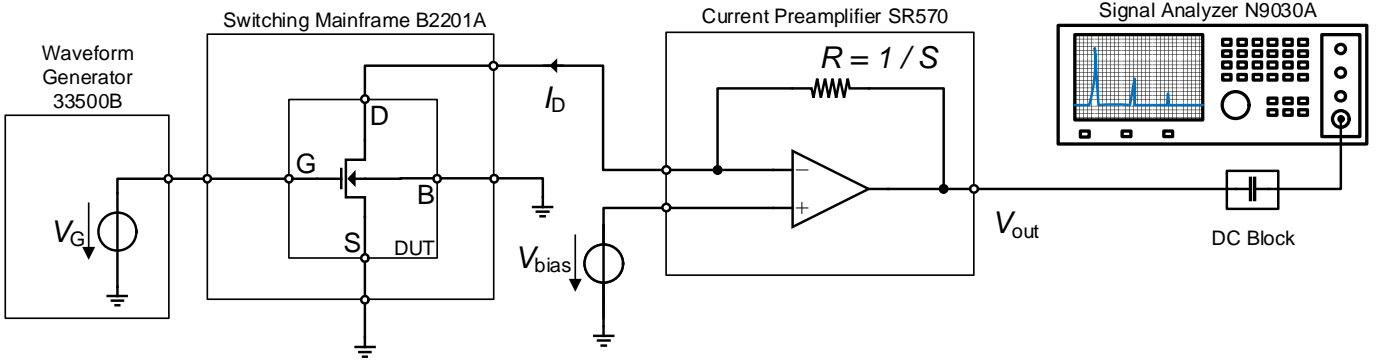 Switching Mainframe B2201A
Current Preamplifier SR570
Signal Analyzer N9030A
Waveform
Generator
33500B
R = 1 / S
I_D
D
G
B
S
DUT
V_G
V_bias
−
+
V_out
DC Block